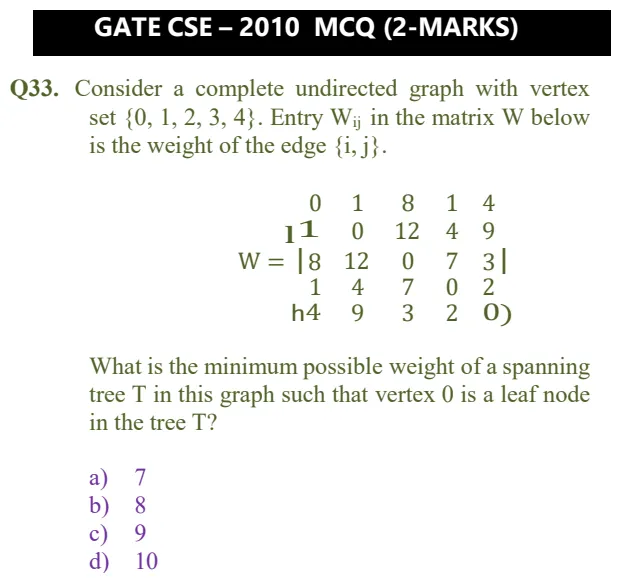 GATE CSE – 2010 MCQ (2-MARKS)
Q33. Consider a complete undirected graph with vertex
set {0, 1, 2, 3, 4}. Entry Wij in the matrix W below
is the weight of the edge {i, j}.
0 1 8 1 4
1 1 0 12 4 9
W = |8 12 0 7 3|
1 4 7 0 2
h4 9 3 2 0)
What is the minimum possible weight of a spanning
tree T in this graph such that vertex 0 is a leaf node
in the tree T?
a) 7
b) 8
c) 9
d) 10